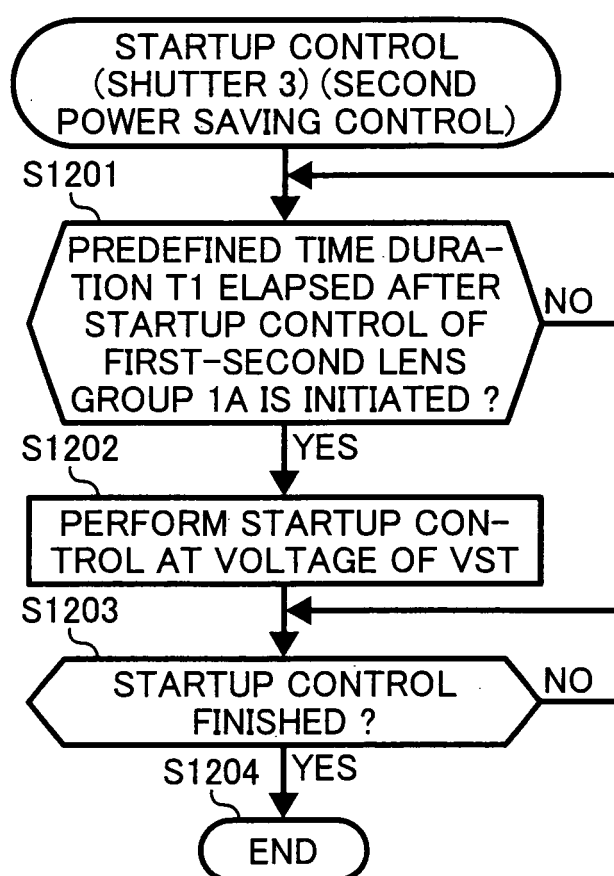 STARTUP CONTROL
(SHUTTER 3) (SECOND
POWER SAVING CONTROL)
S1201
PREDEFINED TIME DURA-
TION T1 ELAPSED AFTER
STARTUP CONTROL OF
FIRST-SECOND LENS
GROUP 1A IS INITIATED ?
NO
YES
S1202
PERFORM STARTUP CON-
TROL AT VOLTAGE OF VST
S1203
STARTUP CONTROL
FINISHED ?
NO
YES
S1204
END